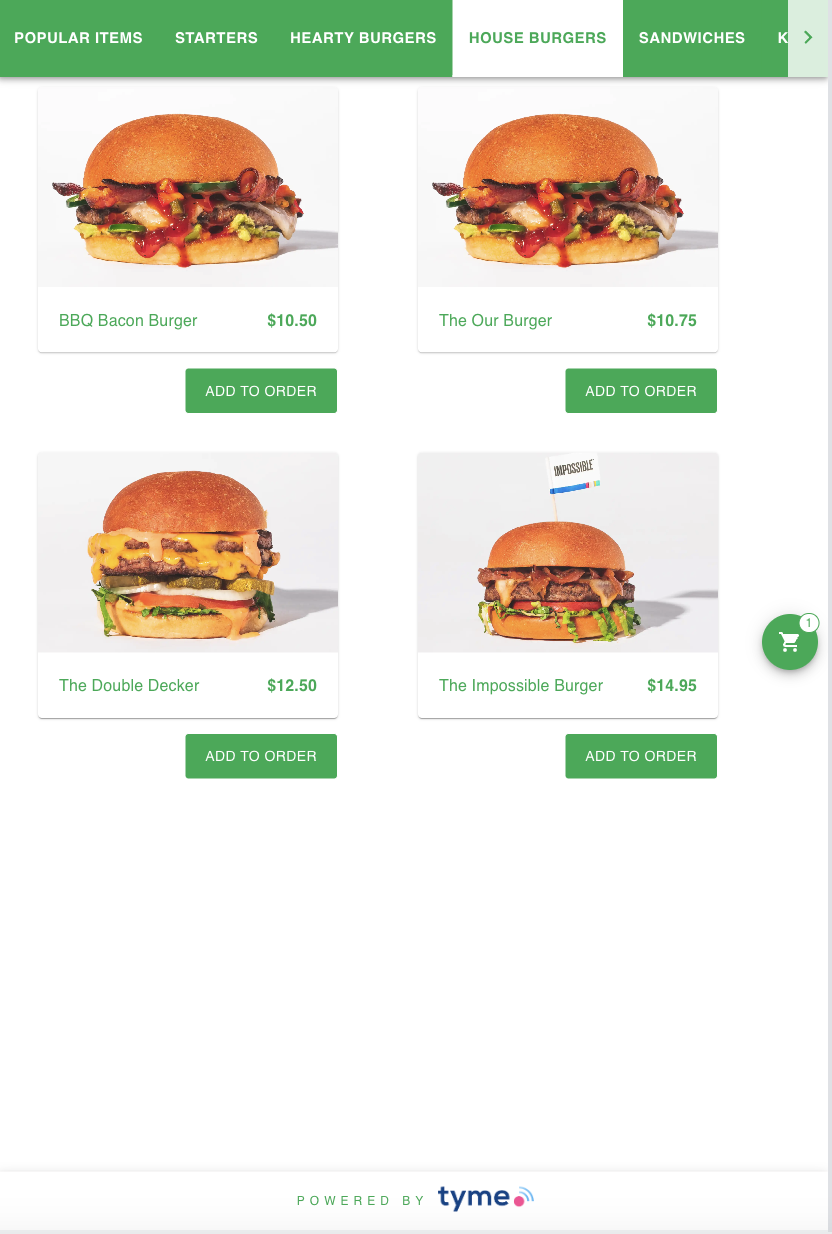 POPULAR ITEMS STARTERS HEARTY BURGERS HOUSE BURGERS SANDWICHES K
BBQ Bacon Burger $10.50
The Our Burger $10.75
ADD TO ORDER
ADD TO ORDER
IMPOSSIBLE
The Double Decker $12.50
The Impossible Burger $14.95
1
ADD TO ORDER
ADD TO ORDER
POWERED BY tyme